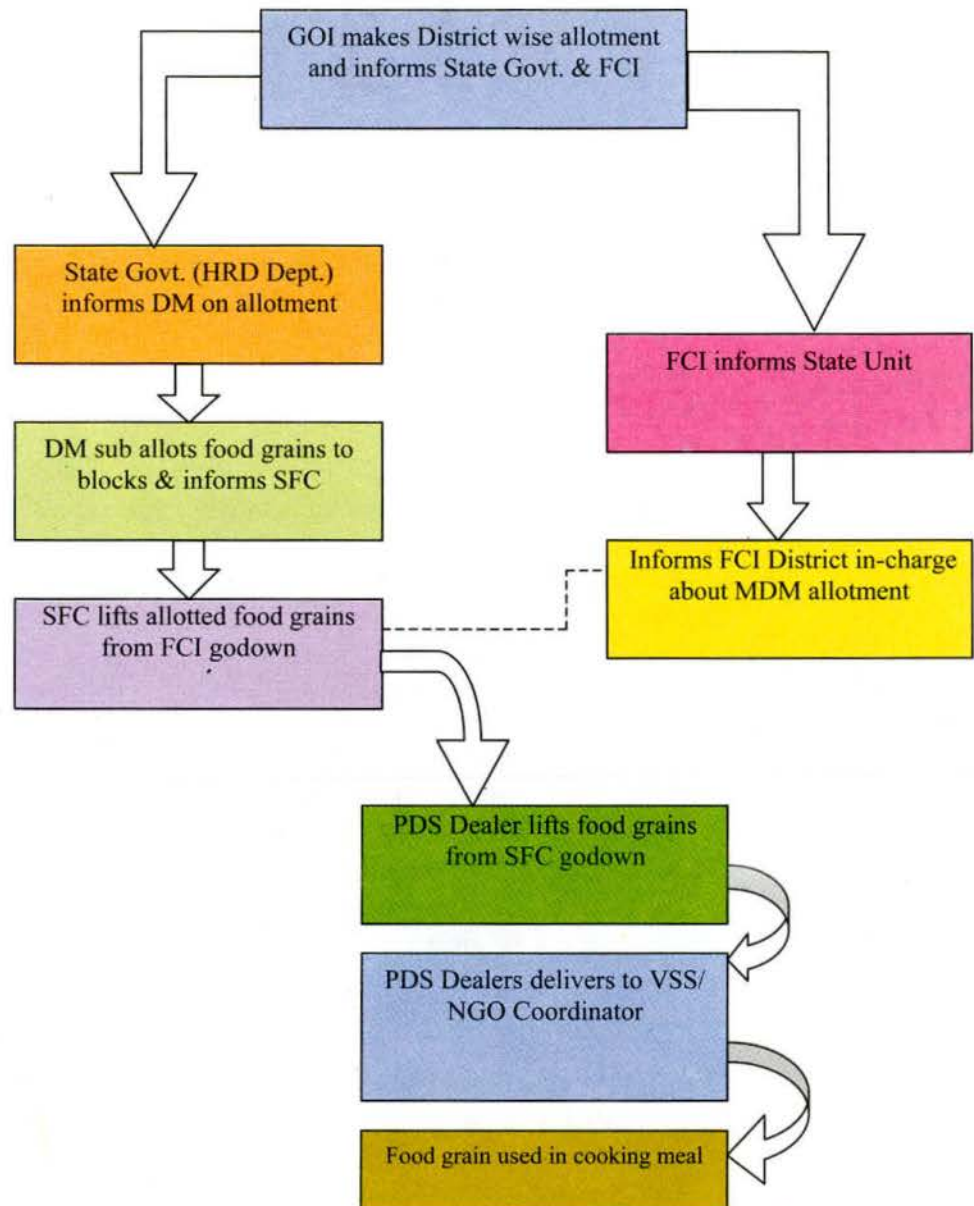 GOI makes District wise allotment
and informs State Govt. & FCI
State Govt. (HRD Dept.)
informs DM on allotment
FCI informs State Unit
DM sub allots food grains to
blocks & informs SFC
Informs FCI District in-charge
about MDM allotment
SFC lifts allotted food grains
from FCI godown
PDS Dealer lifts food grains
from SFC godown
PDS Dealers delivers to VSS/
NGO Coordinator
Food grain used in cooking meal